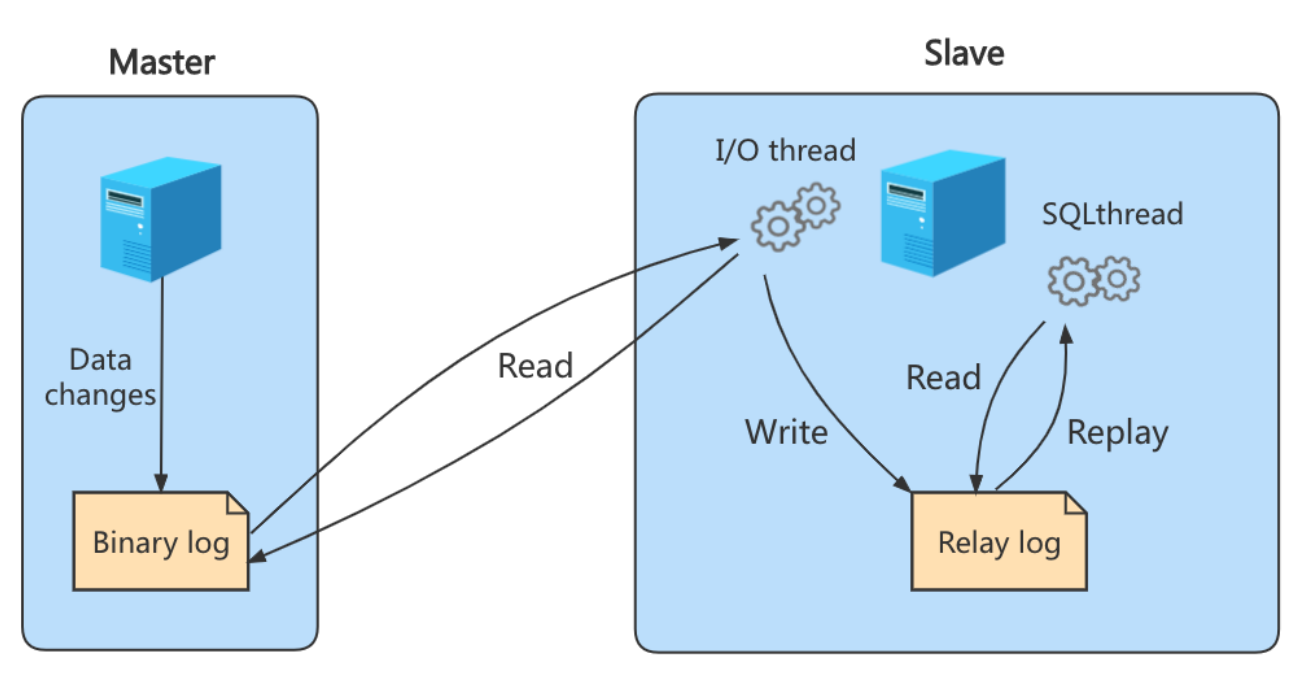 Master
Slave
I/O thread
SQLthread
Data
changes
Read
Read
Write
Replay
Binary log
Relay log